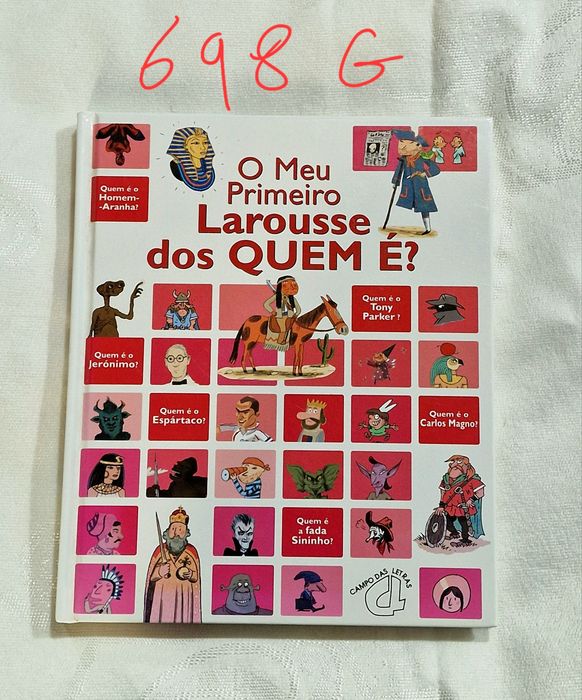 698 G
O Meu
Primeiro
Larousse
dos QUEM É?
Quem é o
Homem-
-Aranha?
Quem é o
Tony
Parker ?
Quem é o
Jerónimo?
Quem é o
Espártaco?
Quem é o
Carlos Magno?
Quem é
a fada
Sininho?
CAMPO DAS LETRAS